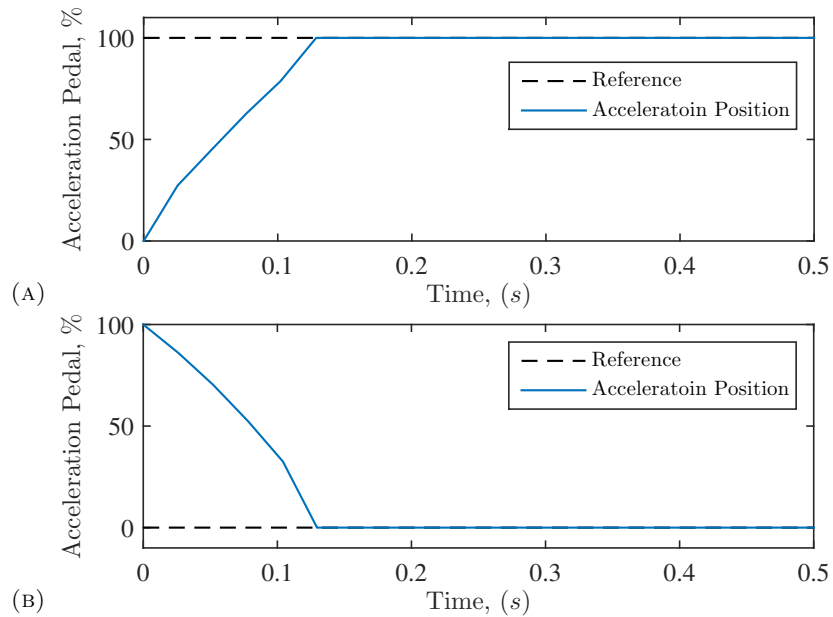 Acceleration Pedal, %
100
50
0
Reference
Acceleratoin Position
0 0.1 0.2 0.3 0.4 0.5
Time, (s)
(A)
Acceleration Pedal, %
100
50
0
Reference
Acceleratoin Position
0 0.1 0.2 0.3 0.4 0.5
Time, (s)
(B)